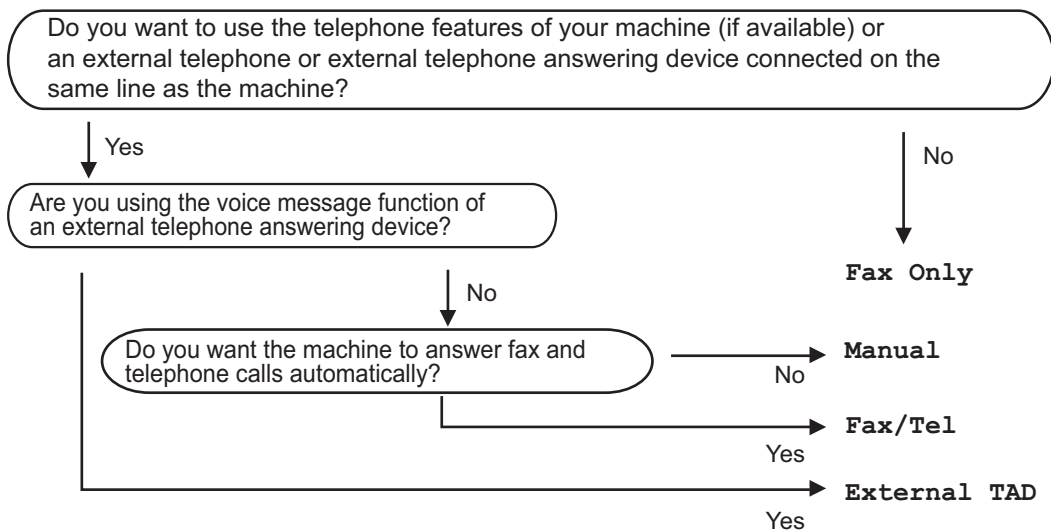 Do you want to use the telephone features of your machine (if available) or
an external telephone or external telephone answering device connected on the
same line as the machine?
Yes
No
Are you using the voice message function of
an external telephone answering device?
Fax Only
No
Do you want the machine to answer fax and
telephone calls automatically?
Manual
No
Fax/Tel
Yes
External TAD
Yes